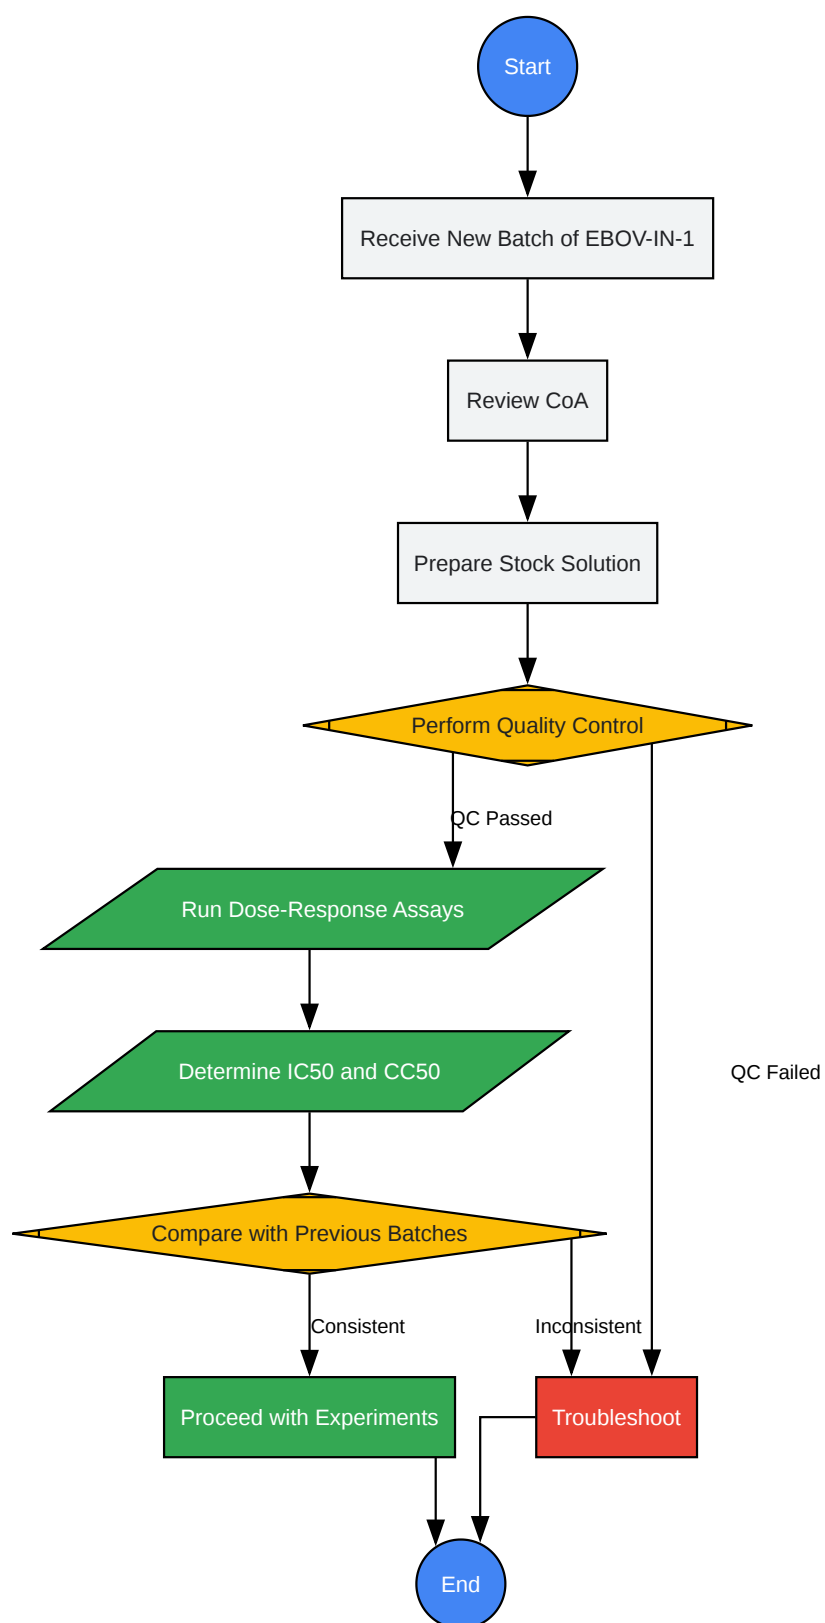 Start
Receive New Batch of EBOV-IN-1
Review CoA
Prepare Stock Solution
Perform Quality Control
QC Passed
Run Dose-Response Assays
Determine IC50 and CC50
QC Failed
Compare with Previous Batches
Consistent
Inconsistent
Proceed with Experiments
Troubleshoot
End